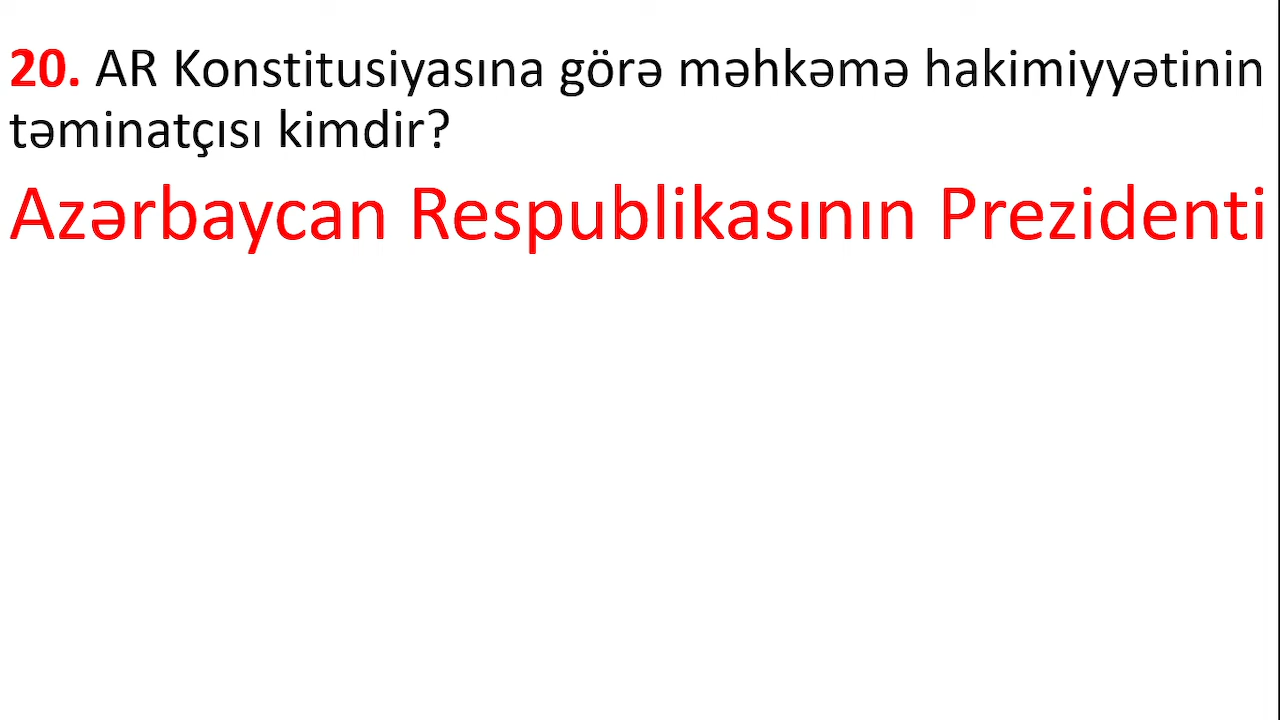 20. AR Konstitusiyasına görə məhkəmə hakimiyyətinin
təminatçısı kimdir?
Azərbaycan Respublikasının Prezidenti